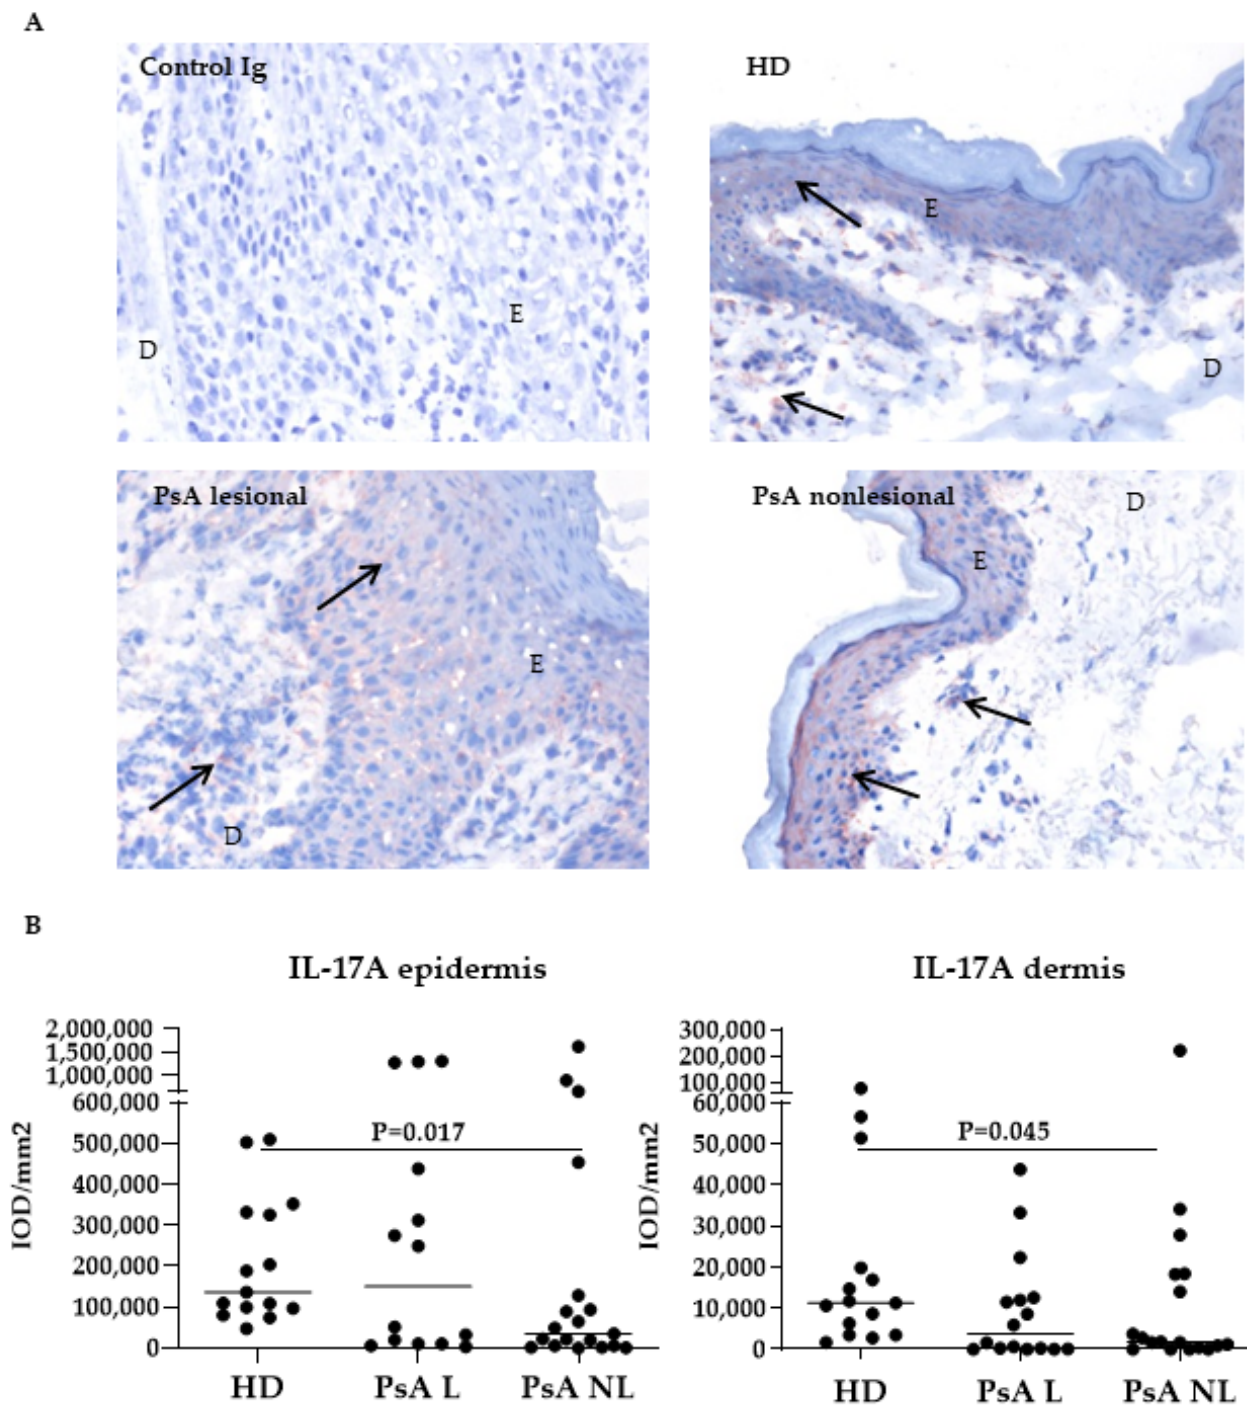 A
Control Ig
HD
E
D
E
D
PsA lesional
PsA nonlesional
E
D
D
E
B
IL-17A epidermis
IL-17A dermis
IOD/mm2
2,000,000
1,500,000
1,000,000
600,000
500,000
400,000
300,000
200,000
100,000
0
P=0.017
HD
PsA L
PsA NL
IOD/mm2
300,000
200,000
100,000
60,000
50,000
40,000
30,000
20,000
10,000
0
P=0.045
HD
PsA L
PsA NL